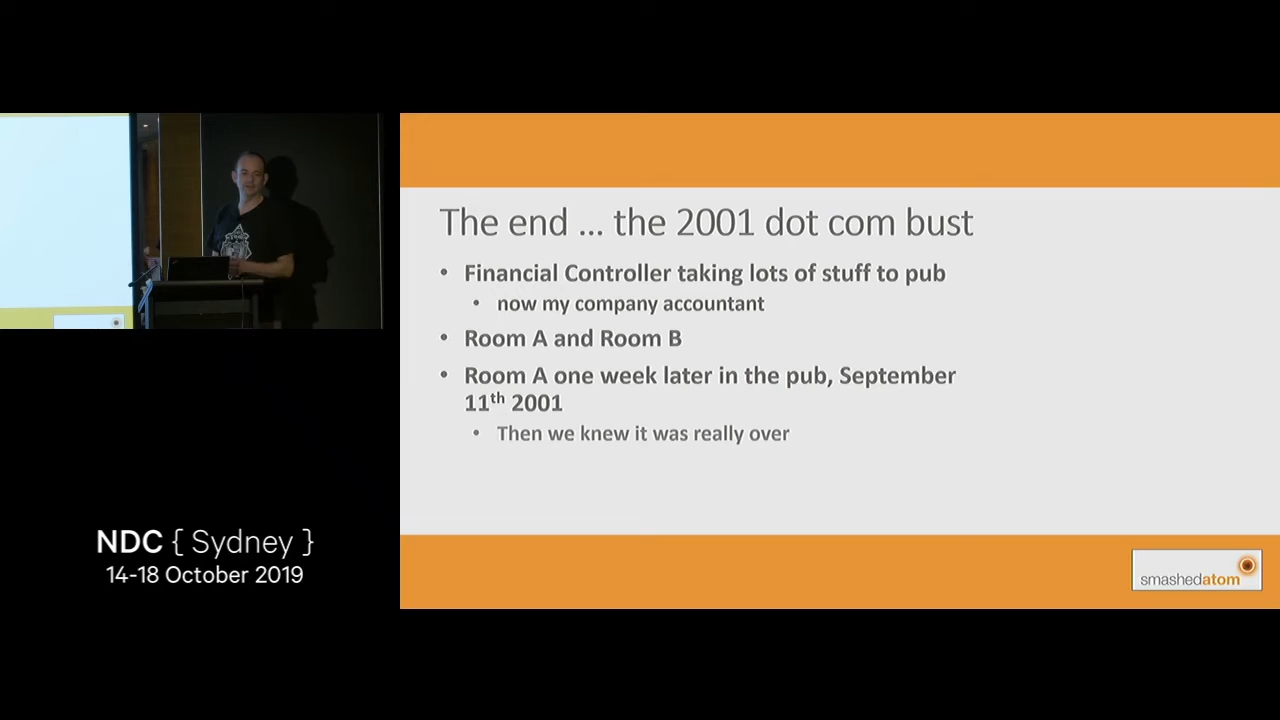 The end ... the 2001 dot com bust
• Financial Controller taking lots of stuff to pub
• now my company accountant
• Room A and Room B
• Room A one week later in the pub, September
11th 2001
• Then we knew it was really over
NDC { Sydney }
14-18 October 2019
smashedatom